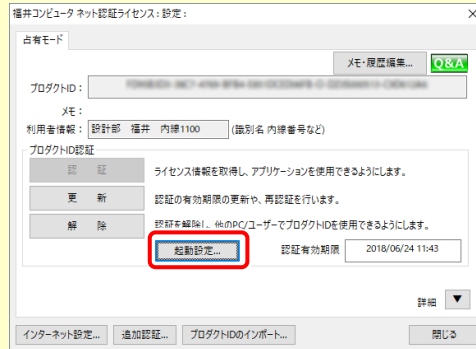 福井コンピュータ ネット認証ライセンス：設定：
占有モード
メモ・履歴編集... Q&A
プロダクトID：
メモ：
利用者情報： 設計部 福井 内線1100 (識別名 内線番号など)
プロダクトID認証
認 証 ライセンス情報を取得し、アプリケーションを使用できるようにします。
更 新 認証の有効期限の更新や、再認証を行います。
解 除 認証を解除し、他のPC/ユーザーでプロダクトIDを使用できるようにします。
起動設定... 認証有効期限 2018/06/24 11:43
詳細 ▼
インターネット設定... 追加認証... プロダクトIDのインポート... 閉じる